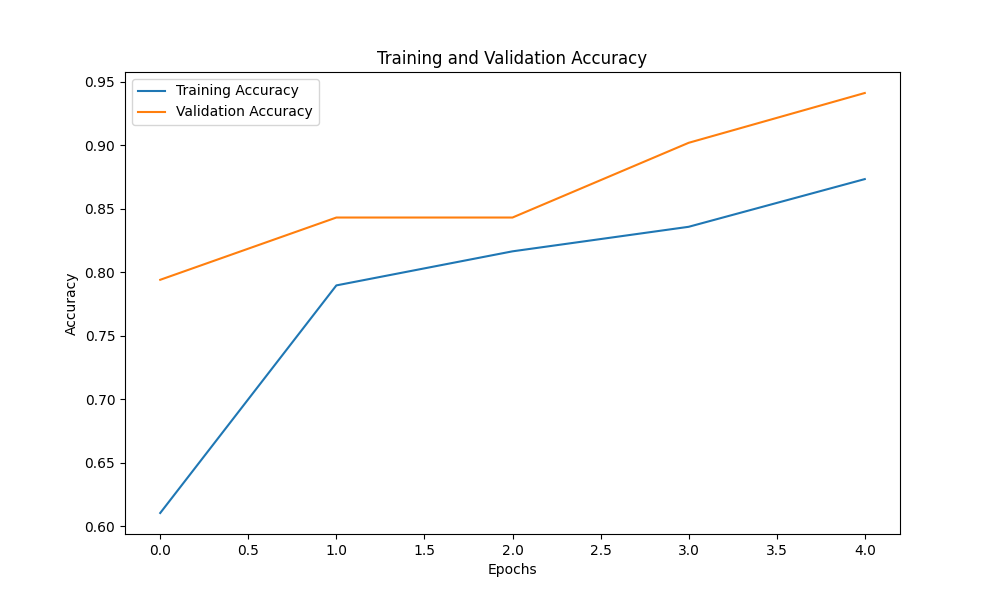 Training and Validation Accuracy
Training Accuracy
Validation Accuracy
0.95
0.90
0.85
0.80
0.75
0.70
0.65
0.60
Accuracy
0.0 0.5 1.0 1.5 2.0 2.5 3.0 3.5 4.0
Epochs